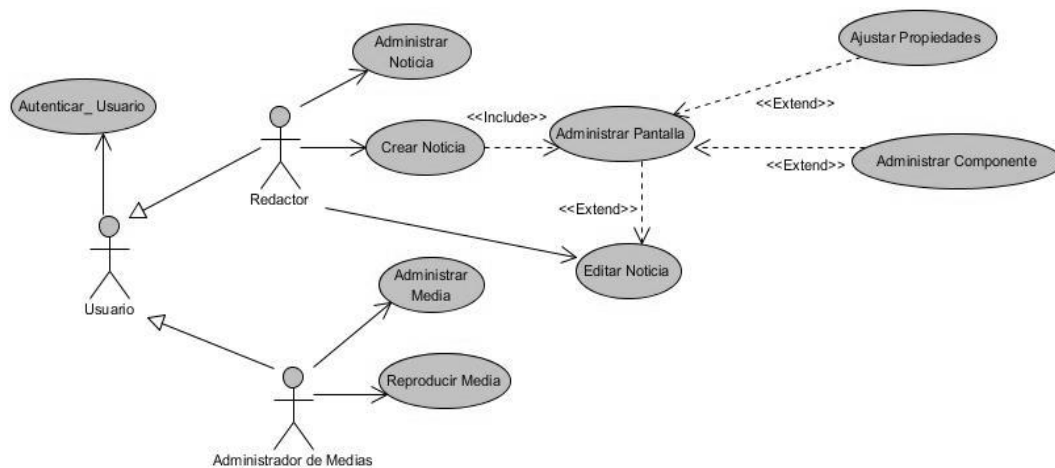 Administrar
Noticia
Ajustar Propiedades
Autenticar_ Usuario
<<Extend>>
<<Include>>
Administrar Pantalla
Crear Noticia
Administrar Componente
<<Extend>>
Redactor
<<Extend>>
Editar Noticia
Administrar
Media
Usuario
Reproducir Media
Administrador de Medias